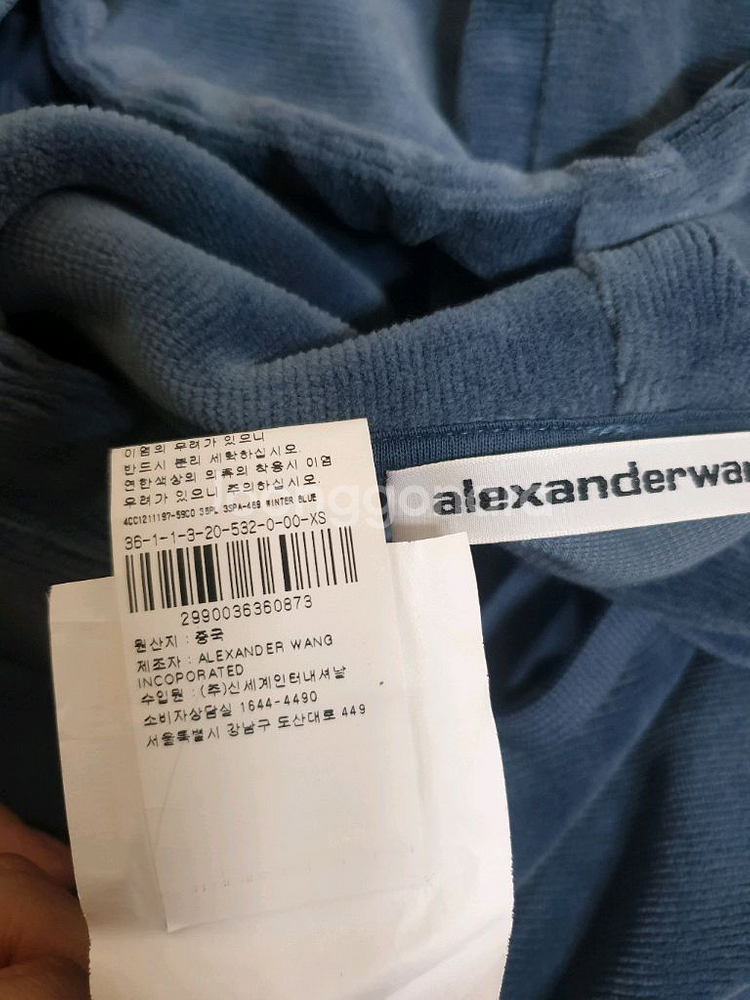 이염의 우려가 있으니
반드시 분리 세탁하십시오.
연한색상의 의류의 착용시 이염
우려가 있으니 주의하십시오.
4CC1211197-59C0 36PL 3SPA-469 WINTER BLUE
36-1-1-3-20-532-0-00-XS
2990036360873
원산지 : 중국
제조자 : ALEXANDER WANG
INCOPORATED
수입원 : (주)신세계인터내셔날
소비자상담실 1644-4490
서울특별시 강남구 도산대로 449
alexanderwan